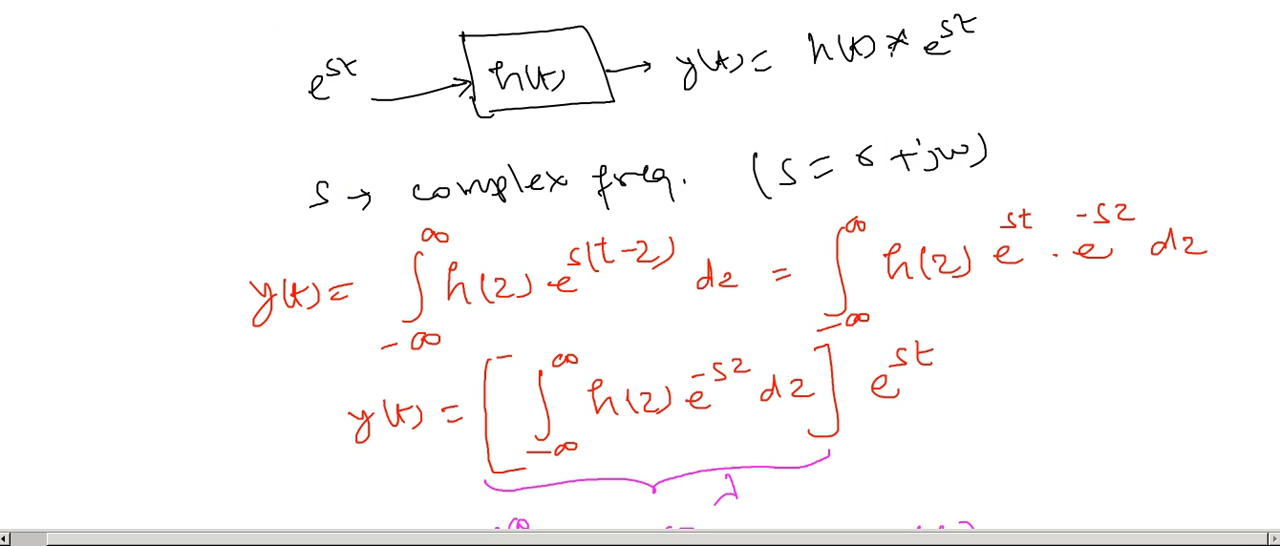 e^{st} → h(t) → y(t) = h(t) * e^{st}
s → complex freq. (s = σ + jω)
y(t) = ∫_{-∞}^{∞} h(τ) e^{s(t-τ)} dτ = ∫_{-∞}^{∞} h(τ) e^{st} · e^{-sτ} dτ
y(t) = [ ∫_{-∞}^{∞} h(τ) e^{-sτ} dτ ] e^{st}
λ